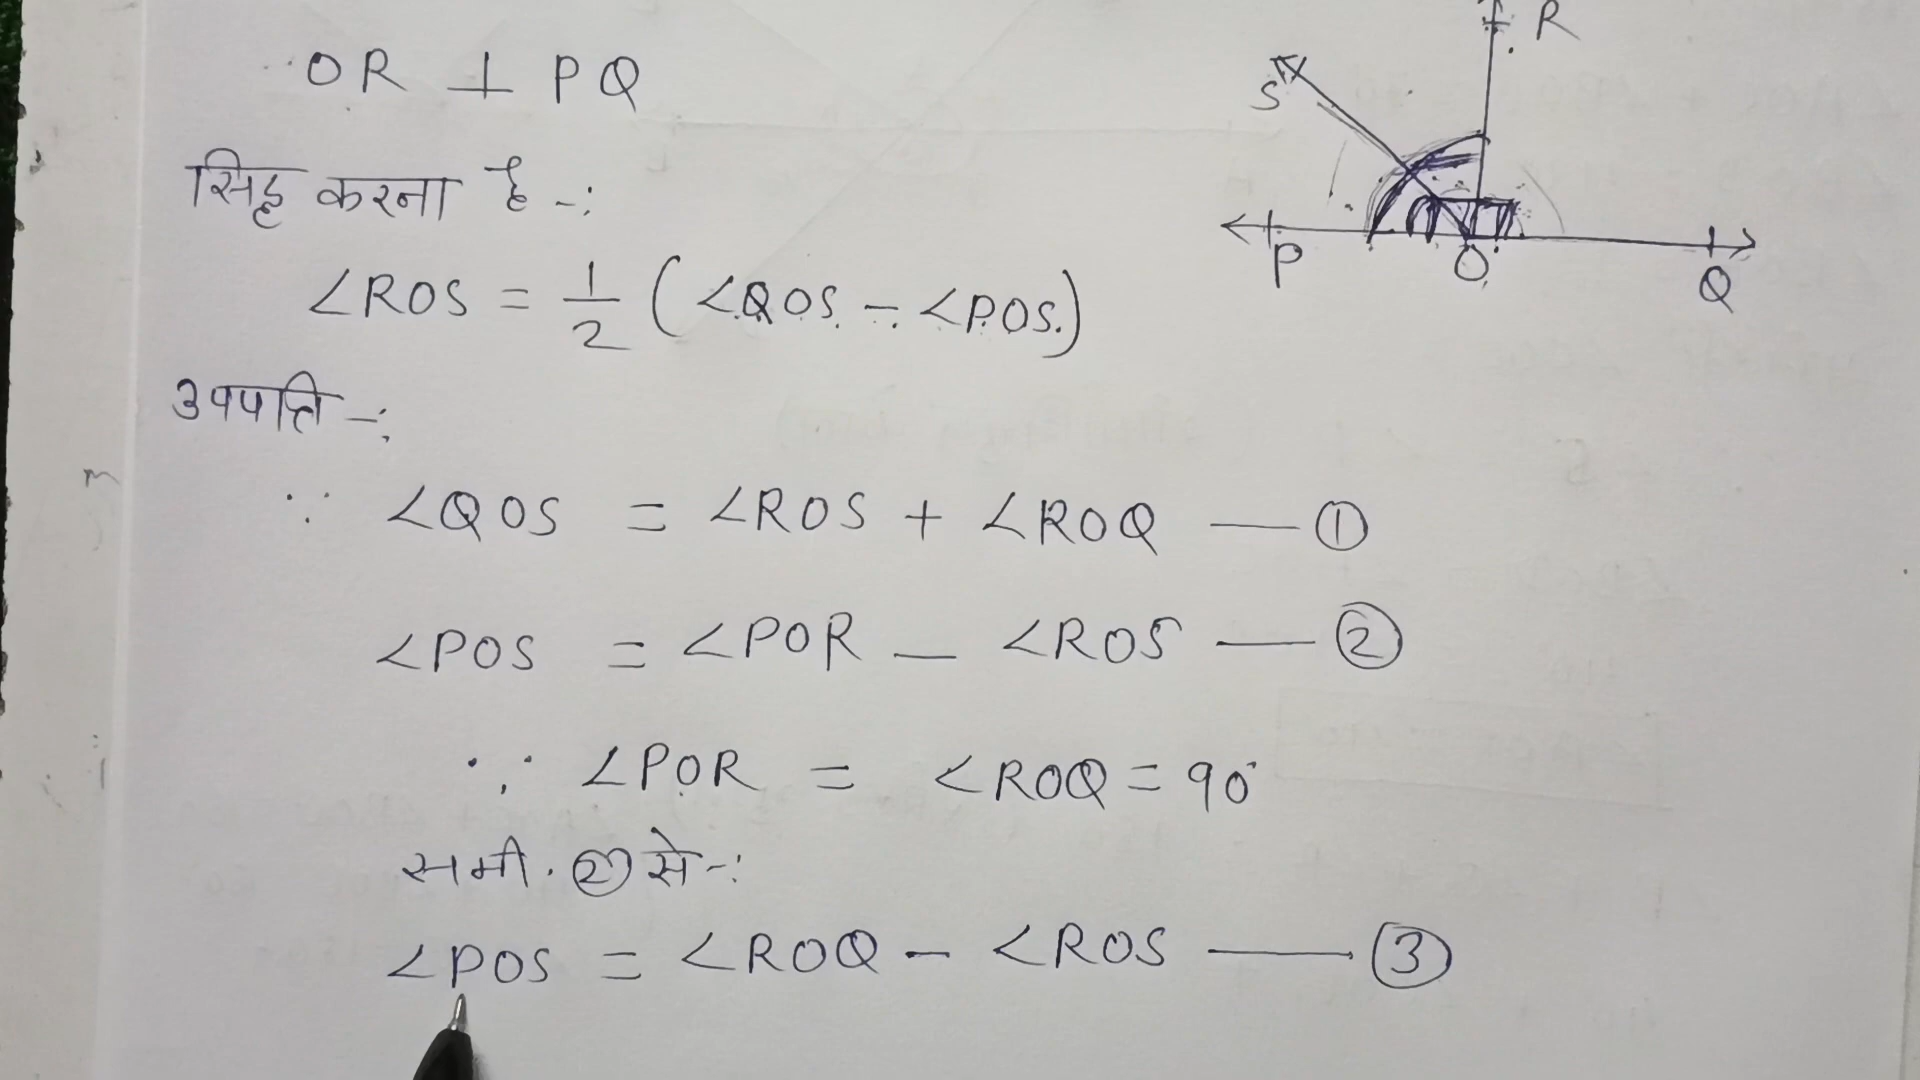 OR ⊥ PQ
सिद्ध करना है -:
∠ROS = 1/2 (∠QOS. - ∠POS.)
उपपत्ति -:
∵ ∠QOS = ∠ROS + ∠ROQ — ①
∠POS = ∠POR - ∠ROS — ②
∵ ∠POR = ∠ROQ = 90°
समी. ② से -:
∠POS = ∠ROQ - ∠ROS — ③
R
S
P
O
Q